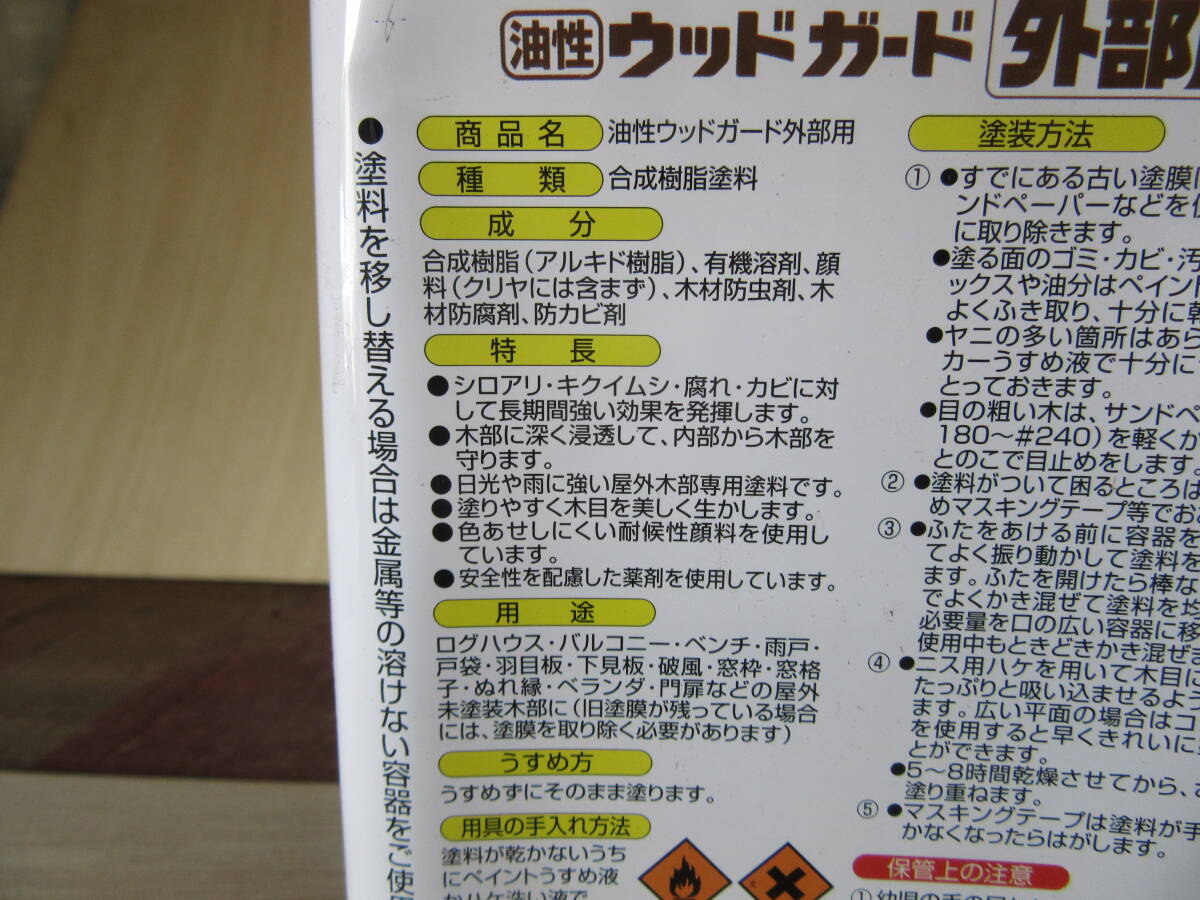 油性 ウッドガード 外部
●塗料を移し替える場合は金属等の溶けない容器をご使
商品名 油性ウッドガード外部用
種類 合成樹脂塗料
成分
合成樹脂(アルキド樹脂)、有機溶剤、顔
料(クリヤには含まず)、木材防虫剤、木
材防腐剤、防カビ剤
特長
●シロアリ・キクイムシ・腐れ・カビに対
して長期間強い効果を発揮します。
●木部に深く浸透して、内部から木部を
守ります。
●日光や雨に強い屋外木部専用塗料です。
●塗りやすく木目を美しく生かします。
●色あせしにくい耐候性顔料を使用し
ています。
●安全性を配慮した薬剤を使用しています。
用途
ログハウス・バルコニー・ベンチ・雨戸・
戸袋・羽目板・下見板・破風・窓枠・窓格
子・ぬれ縁・ベランダ・門扉などの屋外
未塗装木部に(旧塗膜が残っている場合
には、塗膜を取り除く必要があります)
うすめ方
うすめずにそのまま塗ります。
用具の手入れ方法
塗料が乾かないうち
にペイントうすめ液
塗装方法
①●すでにある古い塗膜
ンドペーパーなどを
に取り除きます。
●塗る面のゴミ・カビ・汚
ックスや油分はペイン
よくふき取り、十分に
●ヤニの多い箇所はあら
カーうすめ液で十分に
とっておきます。
●目の粗い木は、サンドペ
180〜#240)を軽くか
とのこで目止めをします。
②●塗料がついて困るところは
めマスキングテープ等でお
③●ふたをあける前に容器を
てよく振り動かして塗料を
ます。ふたを開けたら棒な
でよくかき混ぜて塗料を
必要量を口の広い容器に移
使用中もときどきかき混ぜ
④●ニス用ハケを用いて木目に
たっぷりと吸い込ませるよ
ます。広い平面の場合はコ
を使用すると早くきれいに
とができます。
●5〜8時間乾燥させてから、
塗り重ねます。
⑤●マスキングテープは塗料が手
かなくなったらはがします。
保管上の注意